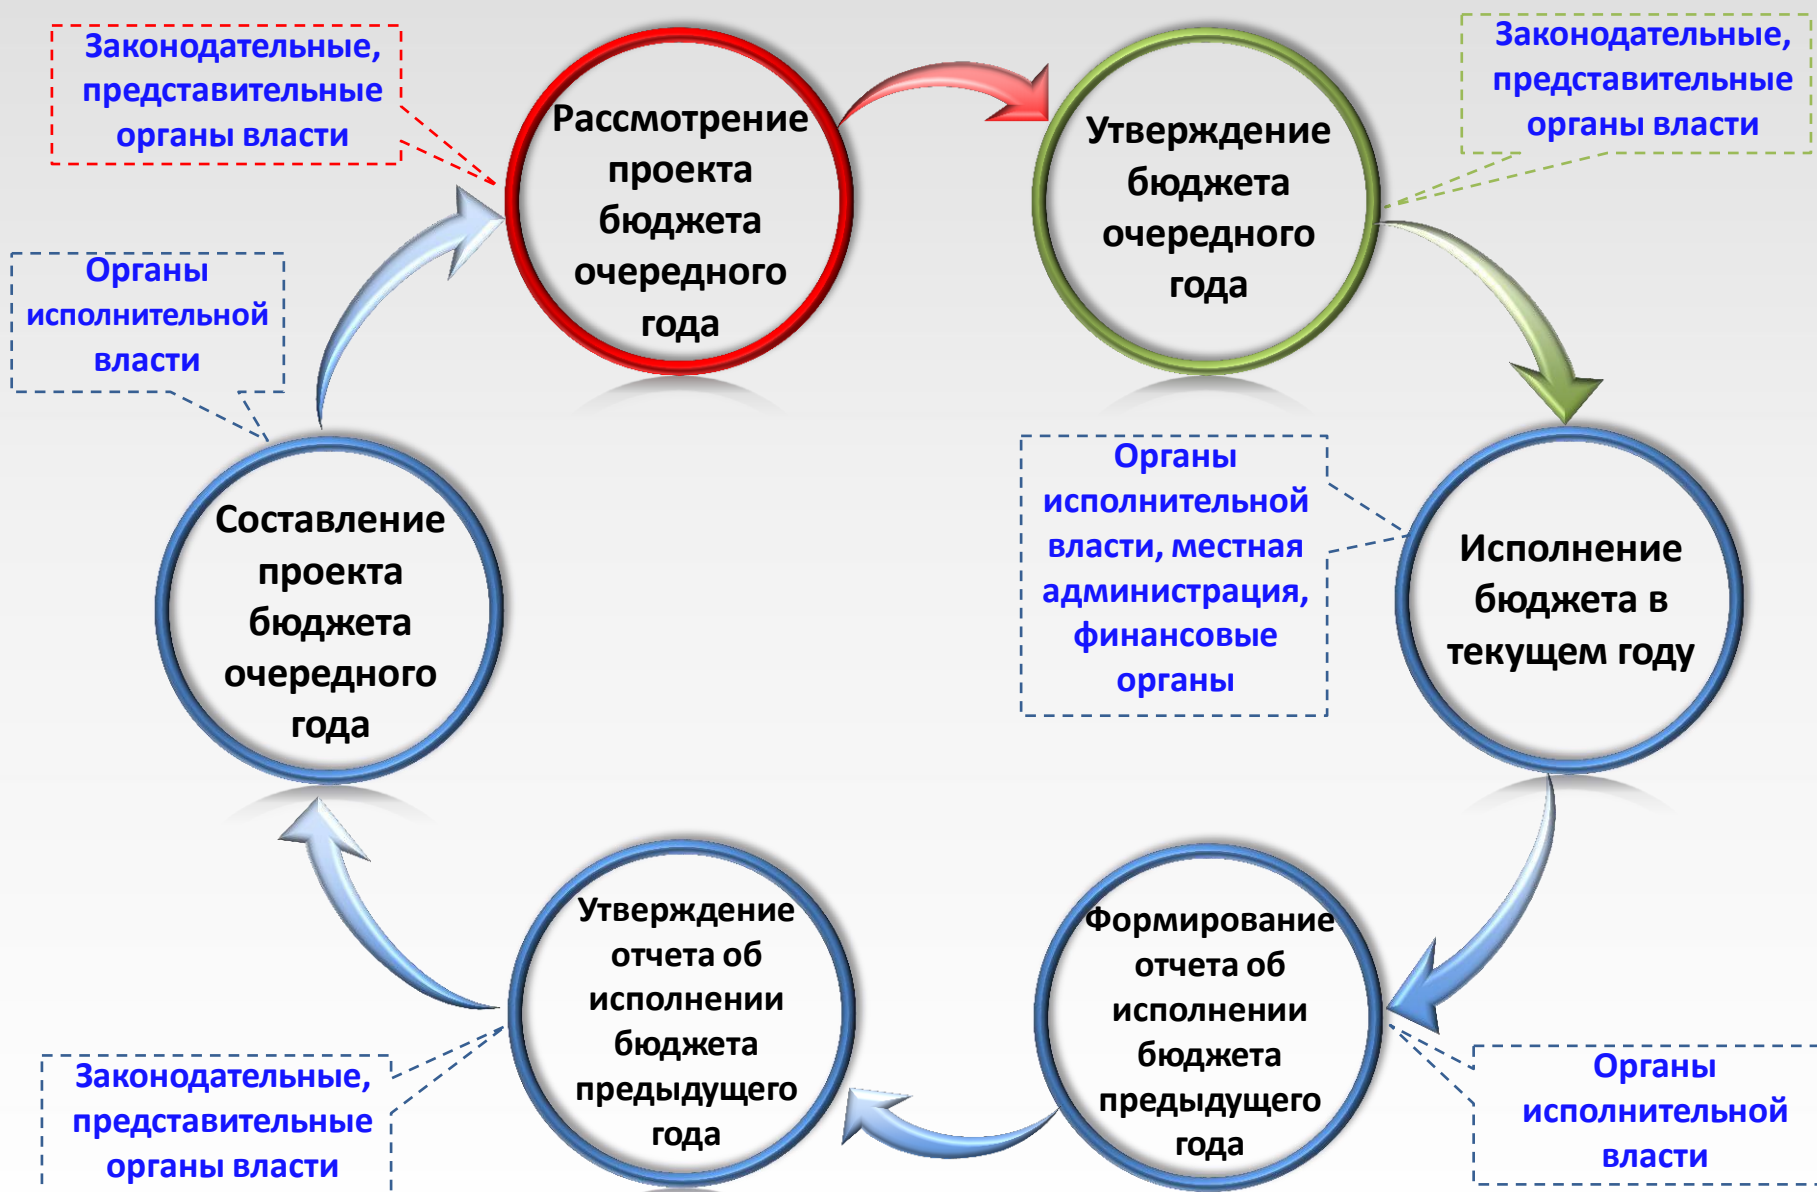 Законодательные,
представительные
органы власти
Рассмотрение
проекта
бюджета
очередного
года
Утверждение
бюджета
очередного
года
Законодательные,
представительные
органы власти
Органы
исполнительной
власти
Составление
проекта
бюджета
очередного
года
Органы
исполнительной
власти, местная
администрация,
финансовые
органы
Исполнение
бюджета в
текущем году
Утверждение
отчета об
исполнении
бюджета
предыдущего
года
Формирование
отчета об
исполнении
бюджета
предыдущего
года
Законодательные,
представительные
органы власти
Органы
исполнительной
власти